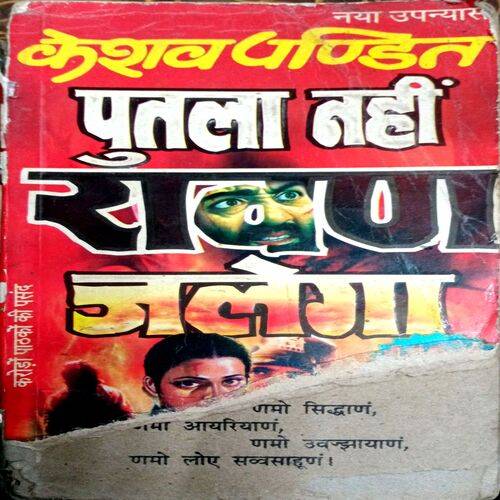 नया उपन्यास
केशव पण्डित
पुतला नहीं
रावण
जलेगा
करोड़ों पाठकों की पसंद
णमो सिद्धाणं,
णमो आयरियाणं,
णमो उवज्झायाणं,
णमो लोए सव्वसाहूणं।